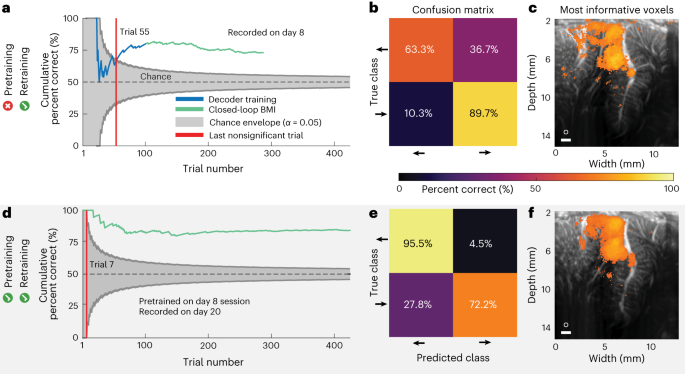 a
Pretraining
Retraining
Cumulative
percent correct (%)
100
75
50
25
0
Trial 55
Recorded on day 8
Chance
Decoder training
Closed-loop BMI
Chance envelope (α = 0.05)
Last nonsignificant trial
1
100
200
300
400
Trial number
b
Confusion matrix
True class
63.3%
36.7%
10.3%
89.7%
c
Most informative voxels
Depth (mm)
2
6
10
14
0
5
10
Width (mm)
0
50
100
Percent correct (%)
d
Pretraining
Retraining
Cumulative
percent correct (%)
100
75
50
25
0
Trial 7
Pretrained on day 8 session
Recorded on day 20
1
100
200
300
400
Trial number
e
True class
95.5%
4.5%
27.8%
72.2%
Predicted class
f
Depth (mm)
2
6
10
14
0
5
10
Width (mm)